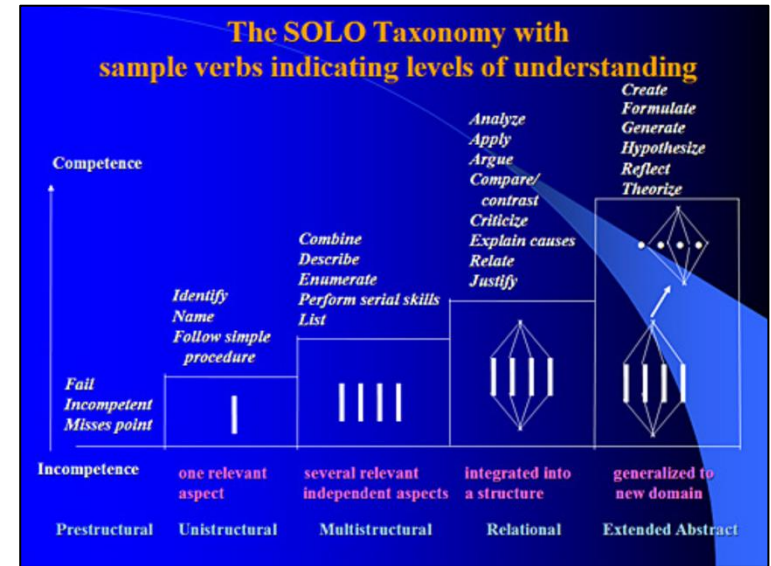 The SOLO Taxonomy with
sample verbs indicating levels of understanding
Competence
Fail
Incompetent
Misses point
Identify
Name
Follow simple
procedure
Combine
Describe
Enumerate
Perform serial skills
List
Analyze
Apply
Argue
Compare/
contrast
Criticize
Explain causes
Relate
Justify
Create
Formulate
Generate
Hypothesize
Reflect
Theorize
Incompetence
one relevant
aspect
several relevant
independent aspects
integrated into
a structure
generalized to
new domain
Prestructural
Unistructural
Multistructural
Relational
Extended Abstract